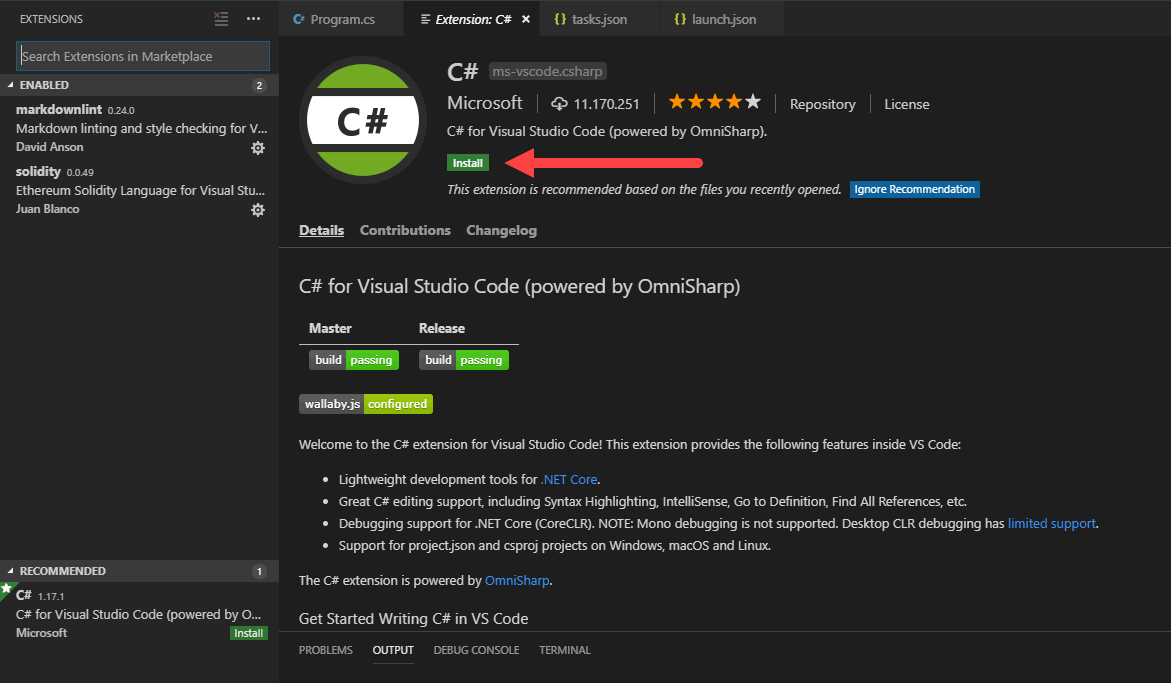 EXTENSIONS
Search Extensions in Marketplace
ENABLED 2
markdownlint 0.24.0
Markdown linting and style checking for V...
David Anson
solidity 0.0.49
Ethereum Solidity Language for Visual Stu...
Juan Blanco
RECOMMENDED 1
C# 1.17.1
C# for Visual Studio Code (powered by O...
Microsoft Install
Program.cs Extension: C# tasks.json launch.json
C#
C# ms-vscode.csharp
Microsoft 11.170.251 Repository License
C# for Visual Studio Code (powered by OmniSharp).
Install
This extension is recommended based on the files you recently opened. Ignore Recommendation
Details Contributions Changelog
C# for Visual Studio Code (powered by OmniSharp)
Master Release
build passing build passing
wallaby.js configured
Welcome to the C# extension for Visual Studio Code! This extension provides the following features inside VS Code:
• Lightweight development tools for .NET Core.
• Great C# editing support, including Syntax Highlighting, IntelliSense, Go to Definition, Find All References, etc.
• Debugging support for .NET Core (CoreCLR). NOTE: Mono debugging is not supported. Desktop CLR debugging has limited support.
• Support for project.json and csproj projects on Windows, macOS and Linux.
The C# extension is powered by OmniSharp.
Get Started Writing C# in VS Code
PROBLEMS OUTPUT DEBUG CONSOLE TERMINAL